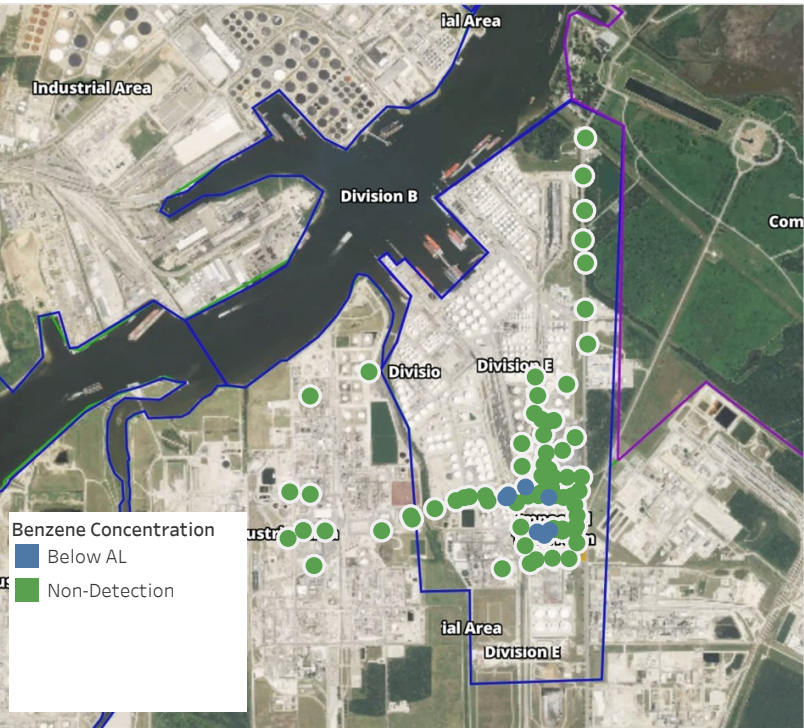 ial Area
Industrial Area
Division B
Com
Divisio
Division E
Benzene Concentration
Below AL
Non-Detection
ial Area
Division E